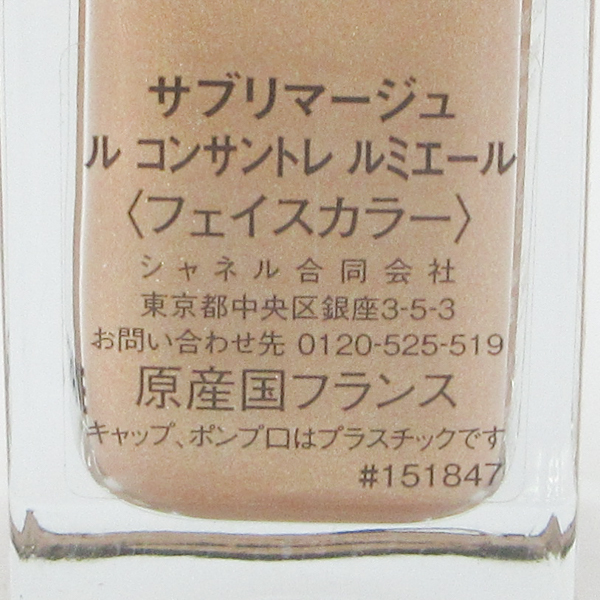 サブリマージュ
ル コンサントレ ルミエール
〈フェイスカラー〉
シャネル合同会社
東京都中央区銀座3-5-3
お問い合わせ先 0120-525-519
原産国フランス
キャップ、ポンプ口はプラスチックです
#151847